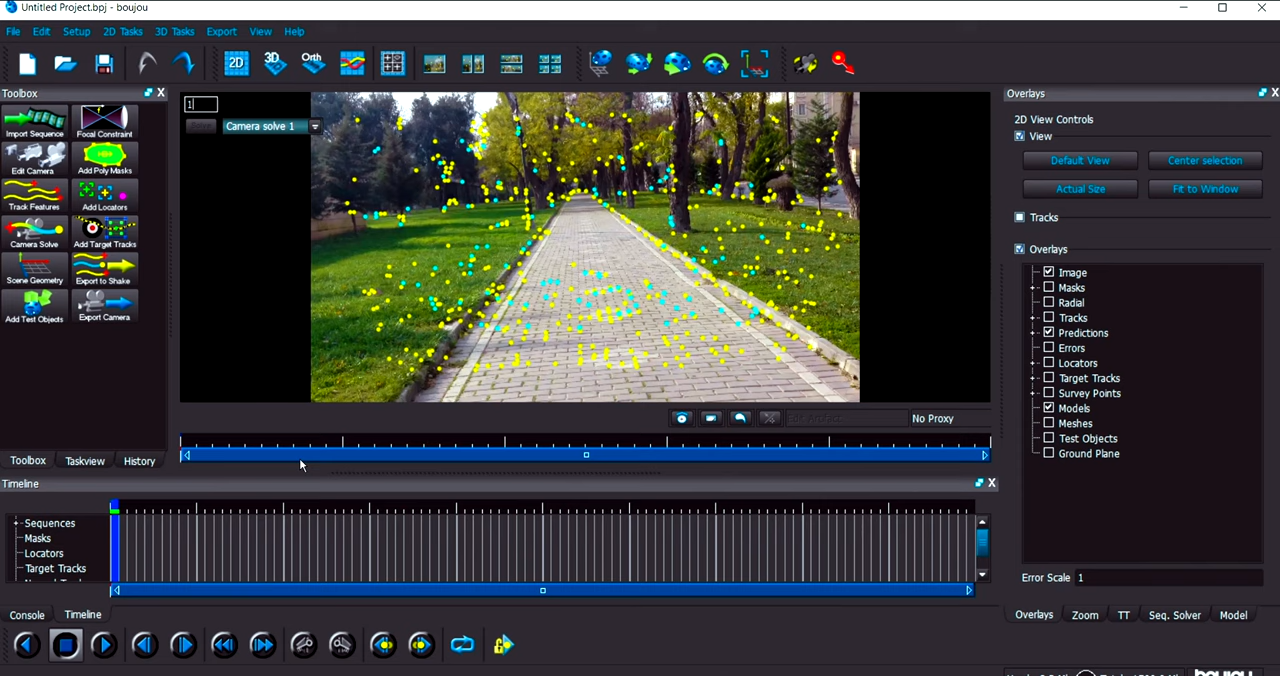 Untitled Project.bpj - boujou
File Edit Setup 2D Tasks 3D Tasks Export View Help
2D 3D Orth
Toolbox
Import Sequence Focal Constraint
Edit Camera Add Poly Masks
Track Features Add Locators
Camera Solve Add Target Tracks
Scene Geometry Export to Shake
Add Test Objects Export Camera
Toolbox Taskview History
1
Camera solve 1
No Proxy
Timeline
Sequences
Masks
Locators
Target Tracks
Console Timeline
Overlays
2D View Controls
View
Default View Center selection
Actual Size Fit to Window
Tracks
Overlays
Image
Masks
Radial
Tracks
Predictions
Errors
Locators
Target Tracks
Survey Points
Models
Meshes
Test Objects
Ground Plane
Error Scale 1
Overlays Zoom TT Seq. Solver Model